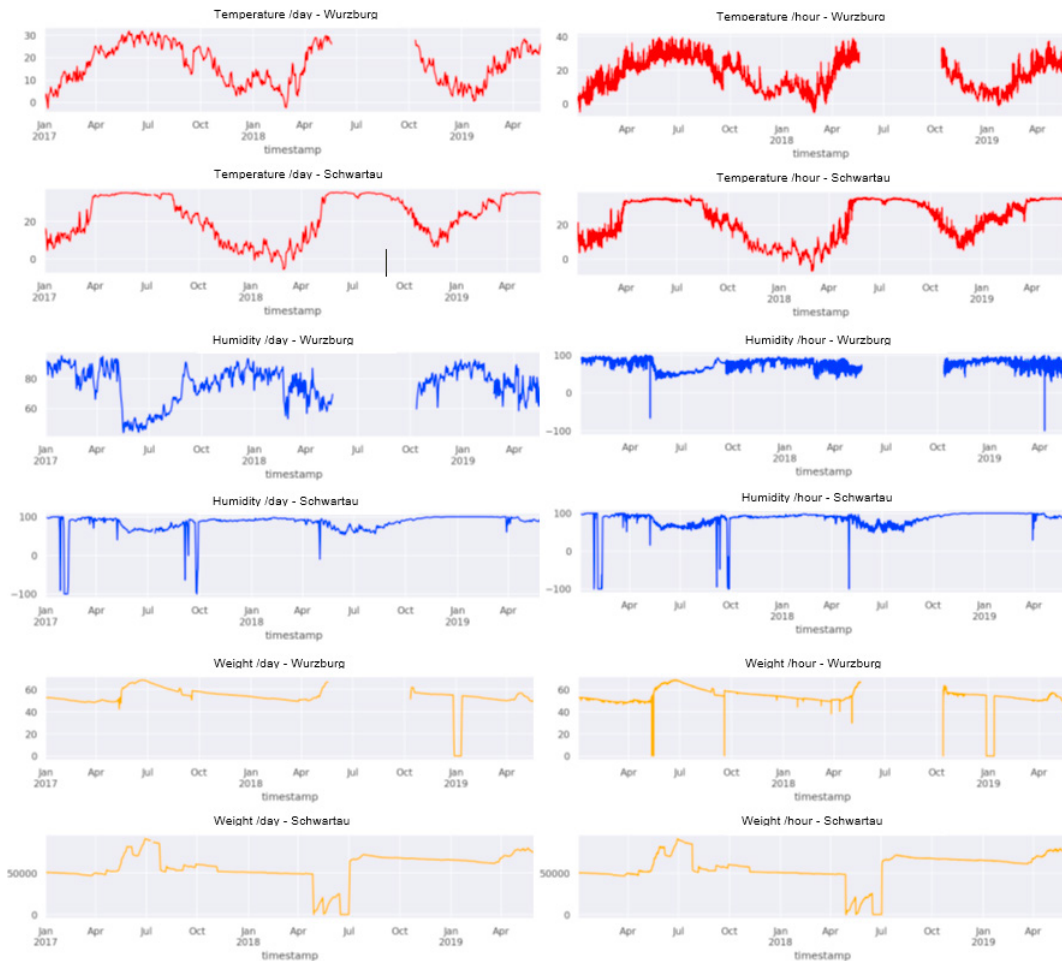 Temperature /day - Wurzburg
30
20
10
0
Jan
2017
Apr
Jul
Oct
Jan
2018
Apr
Jul
Oct
Jan
2019
Apr
timestamp
Temperature /hour - Wurzburg
40
20
0
Apr
Jul
Oct
Jan
2018
Apr
Jul
Oct
Jan
2019
Apr
timestamp
Temperature /day - Schwartau
20
0
Jan
2017
Apr
Jul
Oct
Jan
2018
Apr
Jul
Oct
Jan
2019
Apr
timestamp
Temperature /hour - Schwartau
20
0
Apr
Jul
Oct
Jan
2018
Apr
Jul
Oct
Jan
2019
Apr
timestamp
Humidity /day - Wurzburg
80
60
Jan
2017
Apr
Jul
Oct
Jan
2018
Apr
Jul
Oct
Jan
2019
Apr
timestamp
Humidity /hour - Wurzburg
100
0
−100
Apr
Jul
Oct
Jan
2018
Apr
Jul
Oct
Jan
2019
Apr
timestamp
Humidity /day - Schwartau
100
0
−100
Jan
2017
Apr
Jul
Oct
Jan
2018
Apr
Jul
Oct
Jan
2019
Apr
timestamp
Humidity /hour - Schwartau
100
0
−100
Apr
Jul
Oct
Jan
2018
Apr
Jul
Oct
Jan
2019
Apr
timestamp
Weight /day - Wurzburg
60
40
20
0
Jan
2017
Apr
Jul
Oct
Jan
2018
Apr
Jul
Oct
Jan
2019
Apr
timestamp
Weight /hour - Wurzburg
60
40
20
0
Apr
Jul
Oct
Jan
2018
Apr
Jul
Oct
Jan
2019
Apr
timestamp
Weight /day - Schwartau
50000
0
Jan
2017
Apr
Jul
Oct
Jan
2018
Apr
Jul
Oct
Jan
2019
Apr
timestamp
Weight /hour - Schwartau
50000
0
Apr
Jul
Oct
Jan
2018
Apr
Jul
Oct
Jan
2019
Apr
timestamp